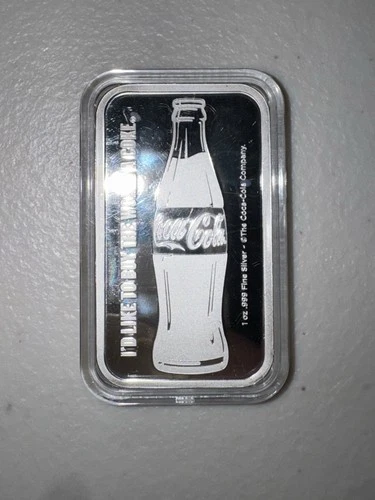 I'D LIKE TO BUY THE WORLD A COKE.
Coca-Cola
1 oz .999 Fine Silver - ©The Coca-Cola Company.